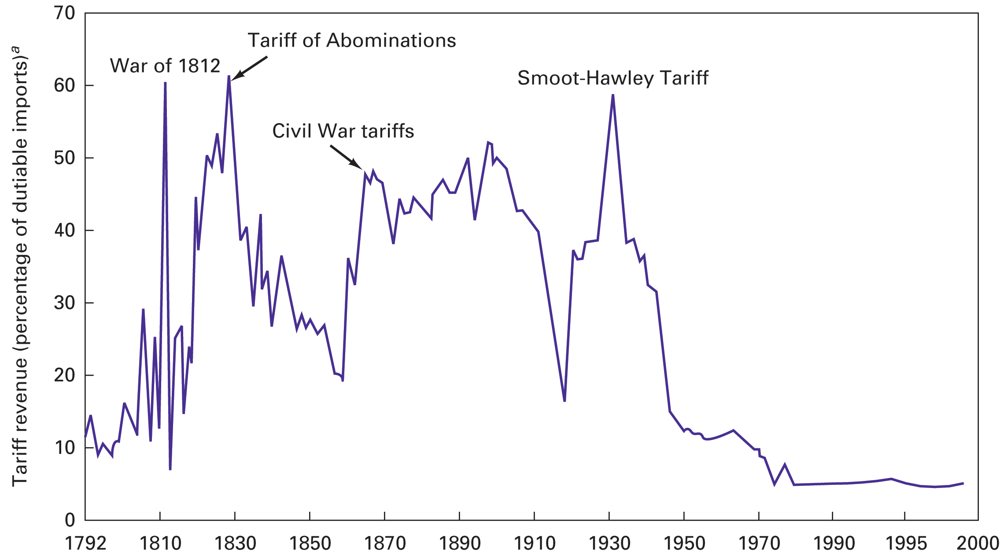 Tariff revenue (percentage of dutiable imports)a
70
60
50
40
30
20
10
0
War of 1812
Tariff of Abominations
Civil War tariffs
Smoot-Hawley Tariff
1792 1810 1830 1850 1870 1890 1910 1930 1950 1970 1990 1995 2000